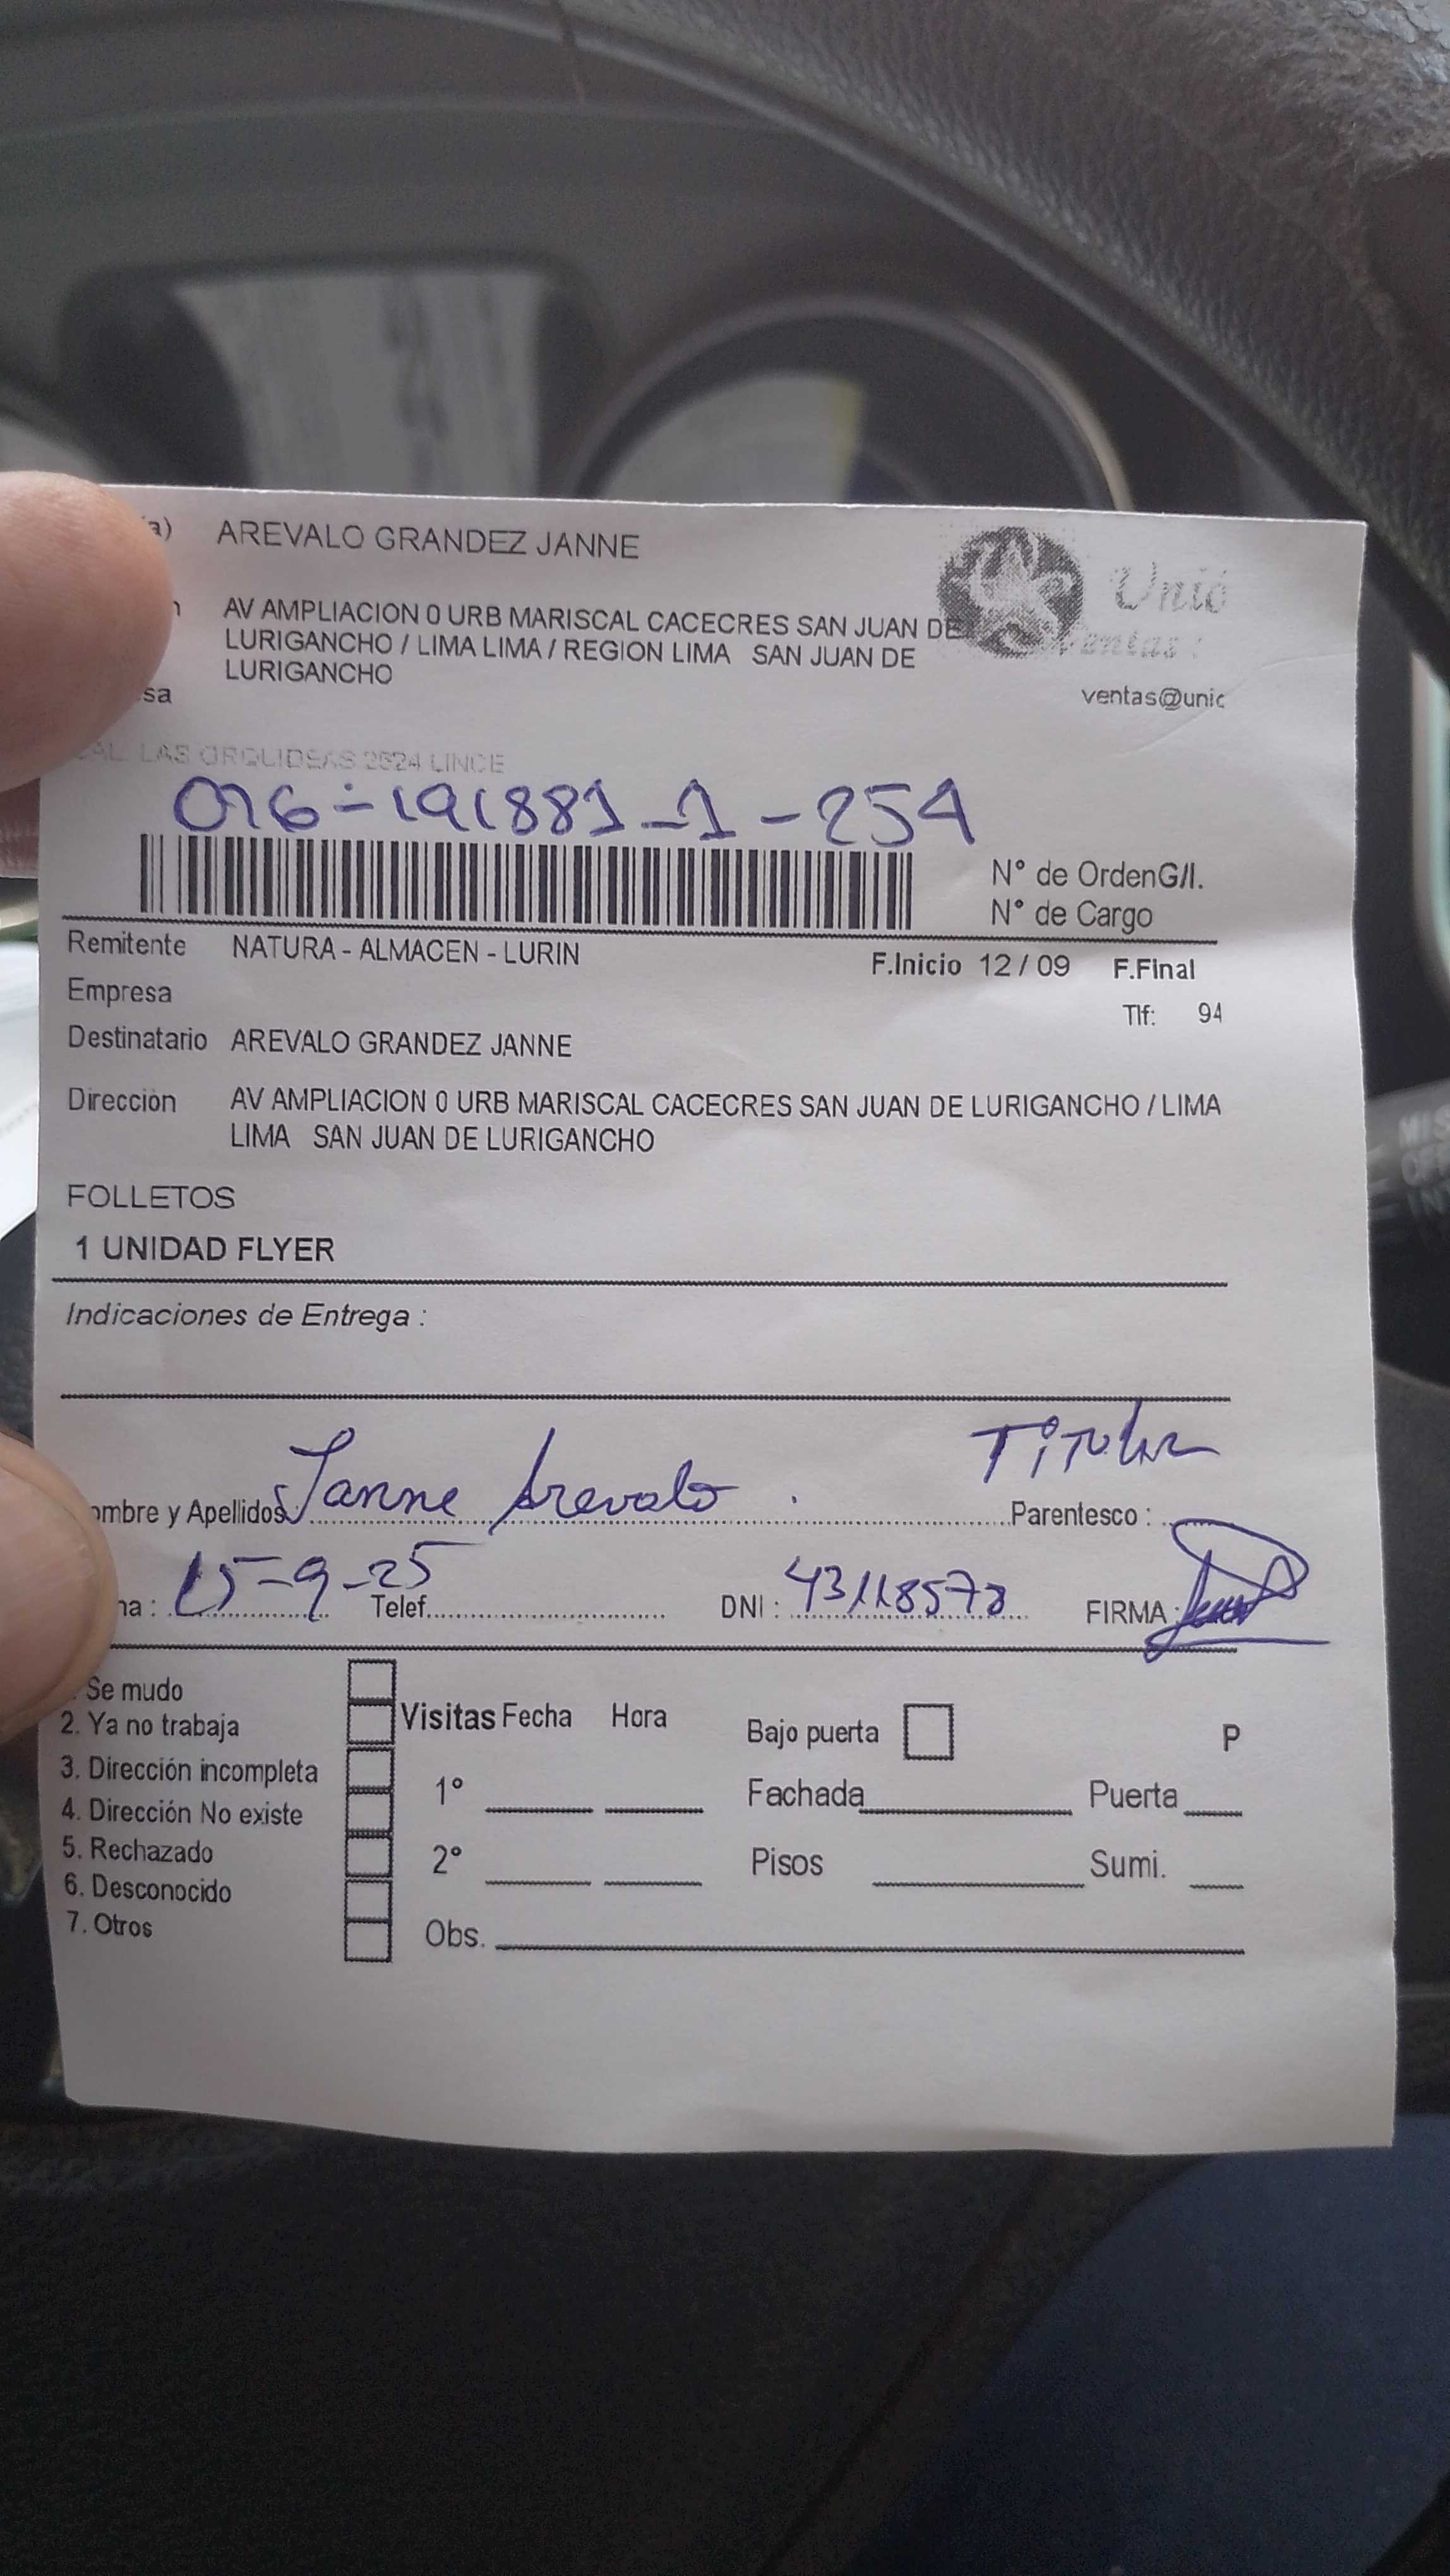 a) AREVALO GRANDEZ JANNE
Unió
AV AMPLIACION 0 URB MARISCAL CACECRES SAN JUAN DE
LURIGANCHO / LIMA LIMA / REGION LIMA SAN JUAN DE
LURIGANCHO
sa
ventas@unic
LAS ORQUIDEAS 2624 LINCE
076-191881-1-254
N° de OrdenG/I.
N° de Cargo
Remitente NATURA - ALMACEN - LURIN
F.Inicio 12 / 09 F.Final
Empresa
Tlf: 94
Destinatario AREVALO GRANDEZ JANNE
Dirección AV AMPLIACION 0 URB MARISCAL CACECRES SAN JUAN DE LURIGANCHO / LIMA
LIMA SAN JUAN DE LURIGANCHO
FOLLETOS
1 UNIDAD FLYER
Indicaciones de Entrega :
Titular
ombre y Apellidos: Janne Arevalo Parentesco :
na : 15-9-25 Telef. DNI : 43118578 FIRMA :
Se mudo
2. Ya no trabaja
3. Dirección incompleta
4. Dirección No existe
5. Rechazado
6. Desconocido
7. Otros
Visitas Fecha Hora
1°
2°
Obs.
Bajo puerta P
Fachada Puerta
Pisos Sumi.